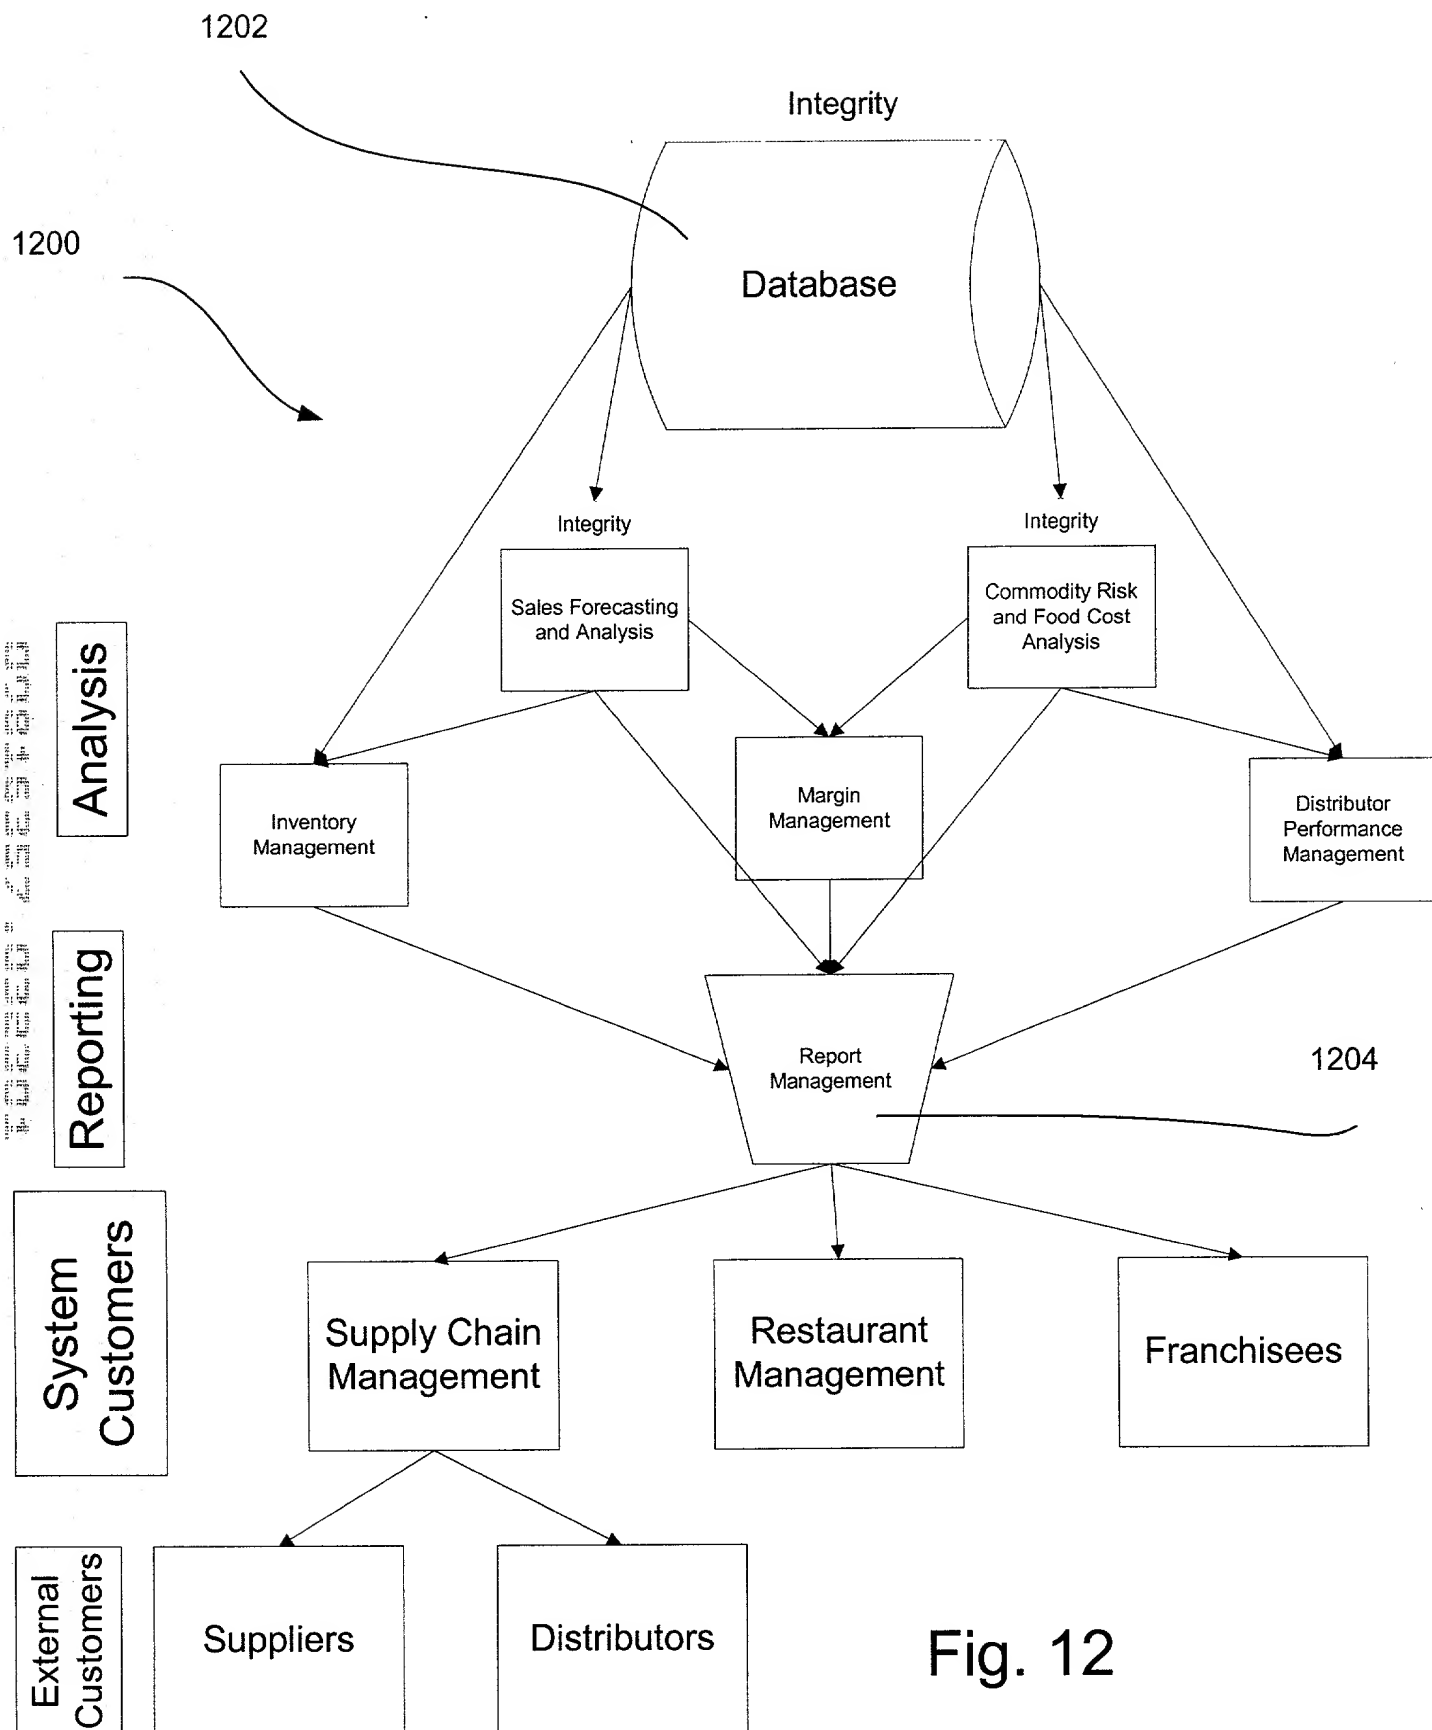 1202
Integrity
1200
Database
Integrity
Integrity
Sales Forecasting
and Analysis
Commodity Risk
and Food Cost
Analysis
Analysis
Inventory
Management
Margin
Management
Distributor
Performance
Management
Reporting
Report
Management
1204
System
Customers
Supply Chain
Management
Restaurant
Management
Franchisees
External
Customers
Suppliers
Distributors
Fig. 12